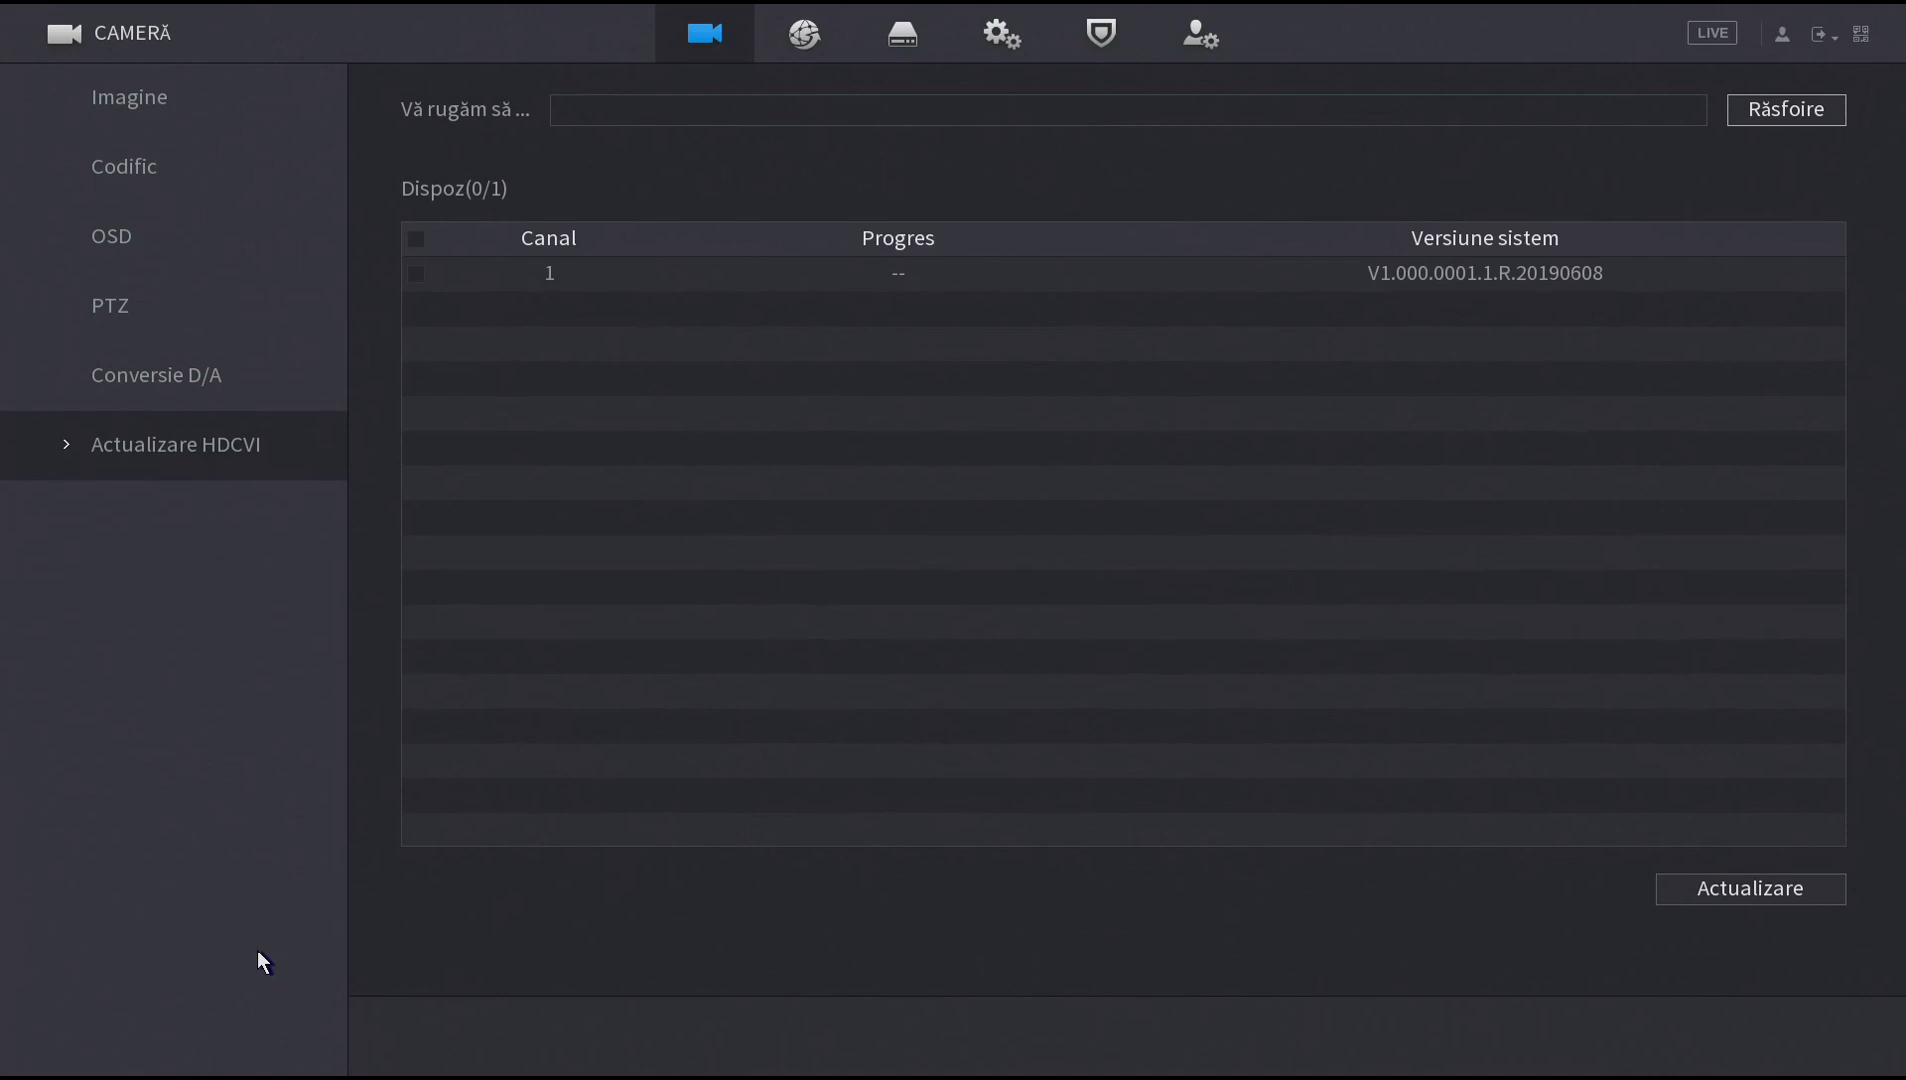 CAMERĂ
LIVE
Imagine
Codific
OSD
PTZ
Conversie D/A
Actualizare HDCVI
Vă rugăm să ...
Răsfoire
Dispoz(0/1)
Canal Progres Versiune sistem
1 -- V1.000.0001.1.R.20190608
Actualizare